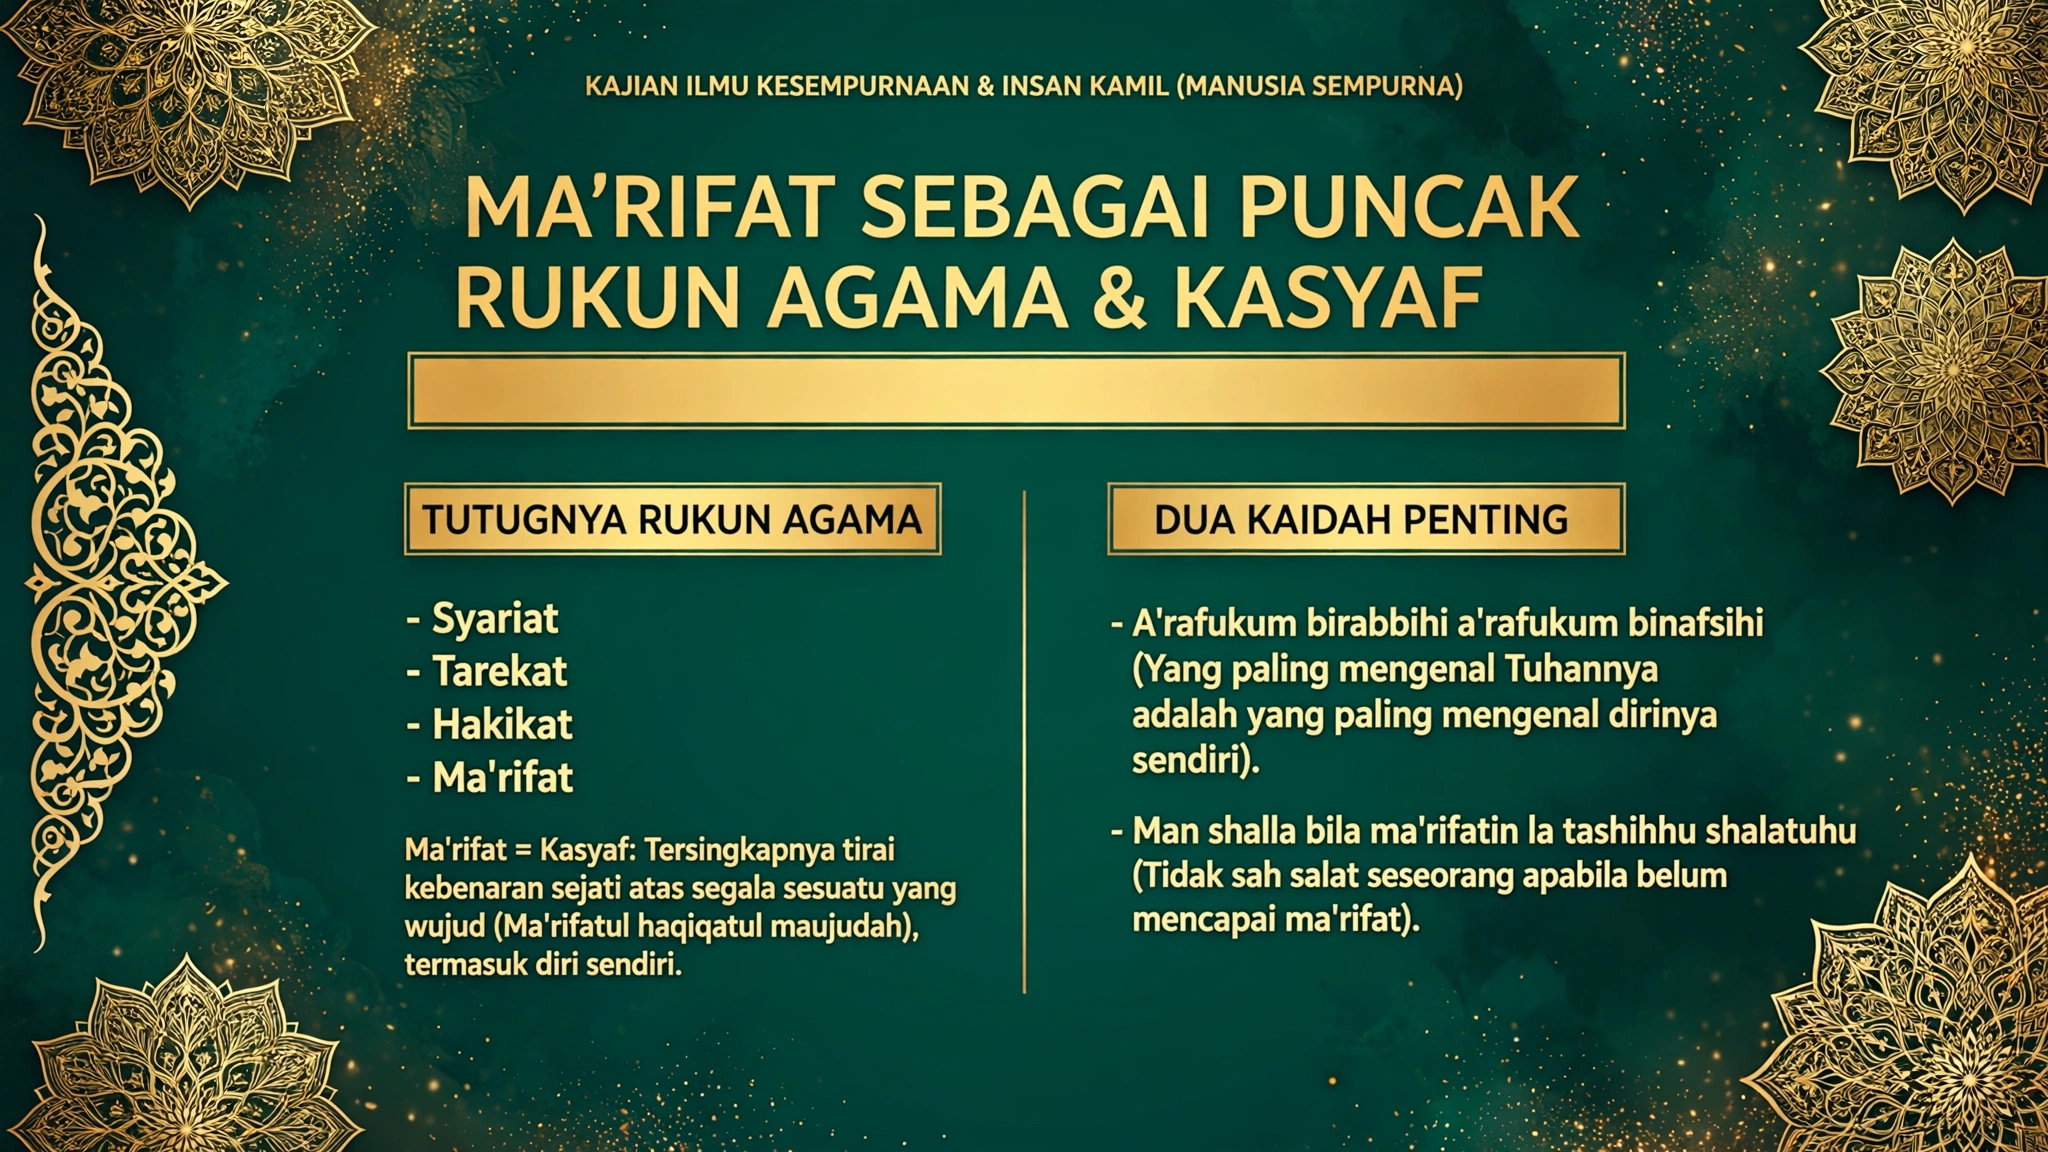 KAJIAN ILMU KESEMPURNAAN & INSAN KAMIL (MANUSIA SEMPURNA)
MA’RIFAT SEBAGAI PUNCAK
RUKUN AGAMA & KASYAF
TUTUGNYA RUKUN AGAMA
- Syariat
- Tarekat
- Hakikat
- Ma'rifat
Ma'rifat = Kasyaf: Tersingkapnya tirai
kebenaran sejati atas segala sesuatu yang
wujud (Ma'rifatul haqiqatul maujudah),
termasuk diri sendiri.
DUA KAIDAH PENTING
- A'rafukum birabbihi a'rafukum binafsihi
(Yang paling mengenal Tuhannya
adalah yang paling mengenal dirinya
sendiri).
- Man shalla bila ma'rifatin la tashihhu shalatuhu
(Tidak sah salat seseorang apabila belum
mencapai ma'rifat).